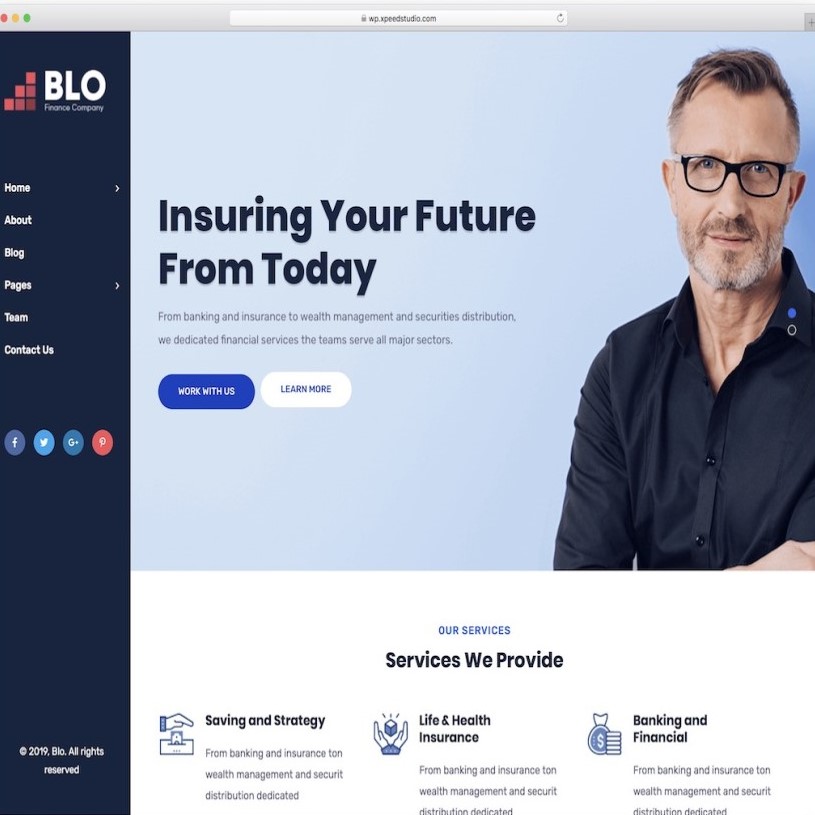 wp.xpeedstudio.com
BLO
Finance Company
Home
About
Blog
Pages
Team
Contact Us
f
G+
© 2019, Blo. All rights
reserved
Insuring Your Future
From Today
From banking and insurance to wealth management and securities distribution,
we dedicated financial services the teams serve all major sectors.
WORK WITH US
LEARN MORE
OUR SERVICES
Services We Provide
Saving and Strategy
From banking and insurance ton
wealth management and securit
distribution dedicated
Life & Health
Insurance
From banking and insurance ton
wealth management and securit
distribution dedicated
$
Banking and
Financial
From banking and insurance ton
wealth management and securit
distribution dedicated